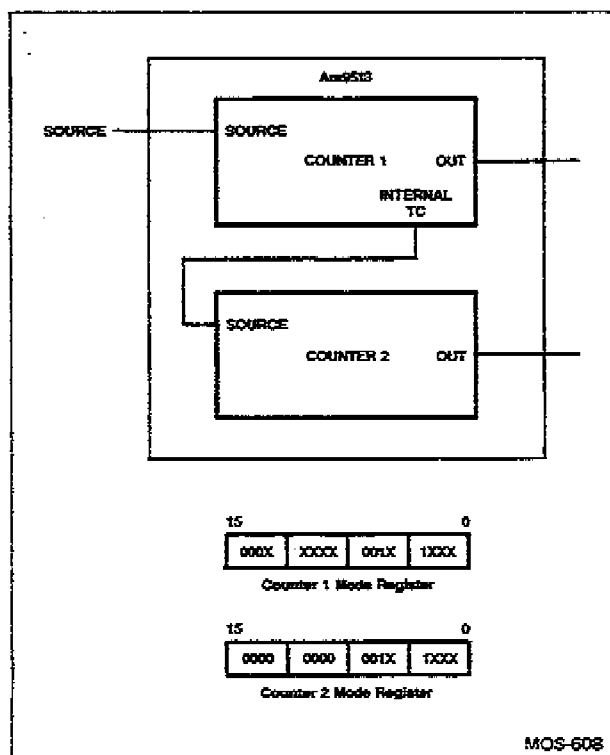 Am9513
SOURCE
SOURCE
COUNTER 1
OUT
INTERNAL
TC
SOURCE
COUNTER 2
OUT
15 0
000X XXXX 001X 1XXX
Counter 1 Mode Register
15 0
0000 0000 001X 1XXX
Counter 2 Mode Register
MOS-608